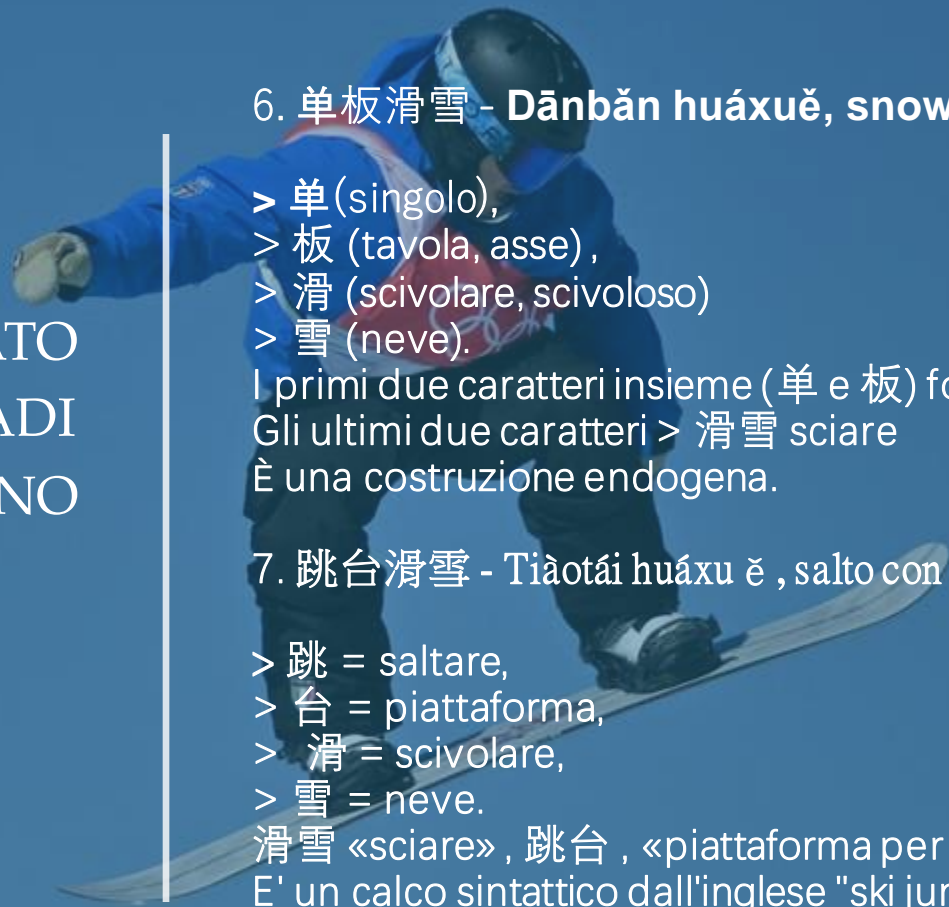 ATO
ADI
NO
6. 单板滑雪 - Dānbǎn huáxuě, snow
> 单(singolo),
> 板 (tavola, asse) ,
> 滑 (scivolare, scivoloso)
> 雪 (neve).
I primi due caratteri insieme (单 e 板) fo
Gli ultimi due caratteri > 滑雪 sciare
È una costruzione endogena.
7. 跳台滑雪 - Tiàotái huáxu ě , salto con
> 跳 = saltare,
> 台 = piattaforma,
> 滑 = scivolare,
> 雪 = neve.
滑雪 «sciare» , 跳台 , «piattaforma per
E' un calco sintattico dall'inglese "ski jum